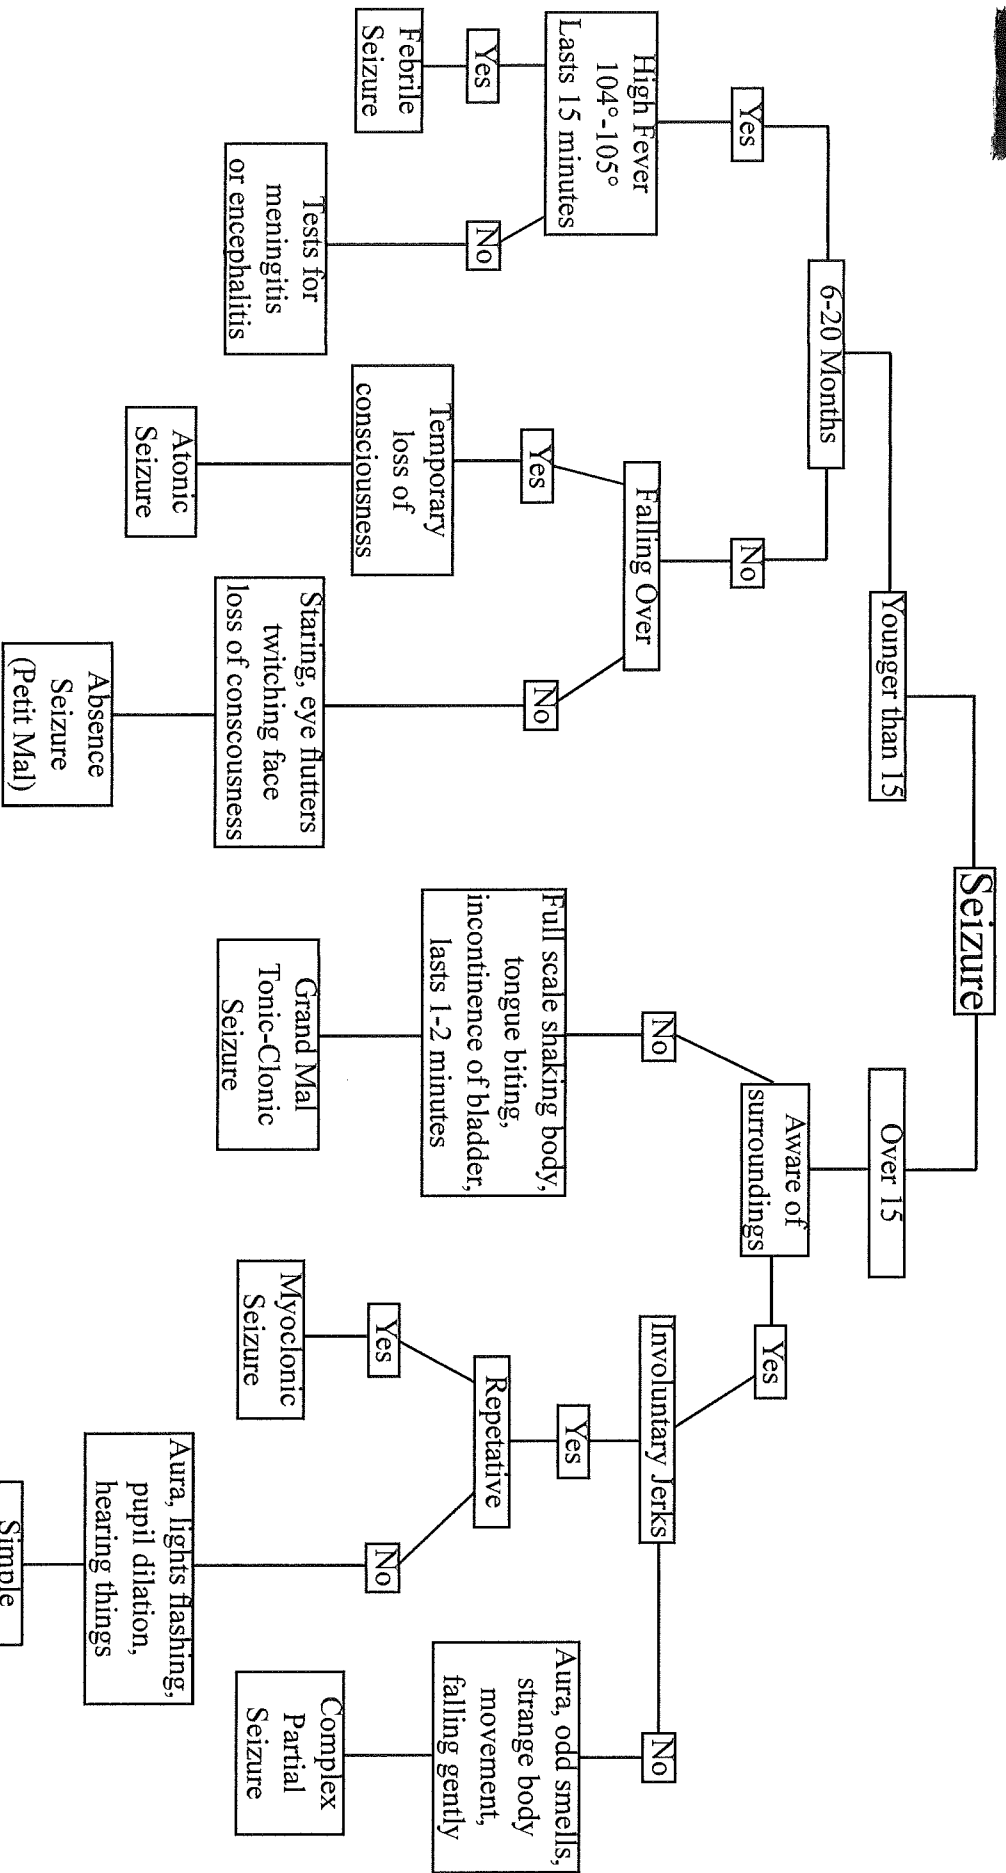 Seizure
Younger than 15
Over 15
6-20 Months
Aware of
surroundings
Yes
No
Yes
No
High Fever
104°-105°
Lasts 15 minutes
Falling Over
Involuntary Jerks
Yes
No
Yes
No
Full scale shaking body,
tongue biting,
incontinence of bladder,
lasts 1-2 minutes
Yes
No
Febrile
Seizure
Tests for
meningitis
or encephalitis
Temporary
loss of
consciousness
Atonic
Seizure
Staring, eye flutters
twitching face
loss of conscousness
Absence
Seizure
(Petit Mal)
Grand Mal
Tonic-Clonic
Seizure
Repetative
Yes
No
Myoclonic
Seizure
Aura, lights flashing,
pupil dilation,
hearing things
Simple
Aura, odd smells,
strange body
movement,
falling gently
Complex
Partial
Seizure